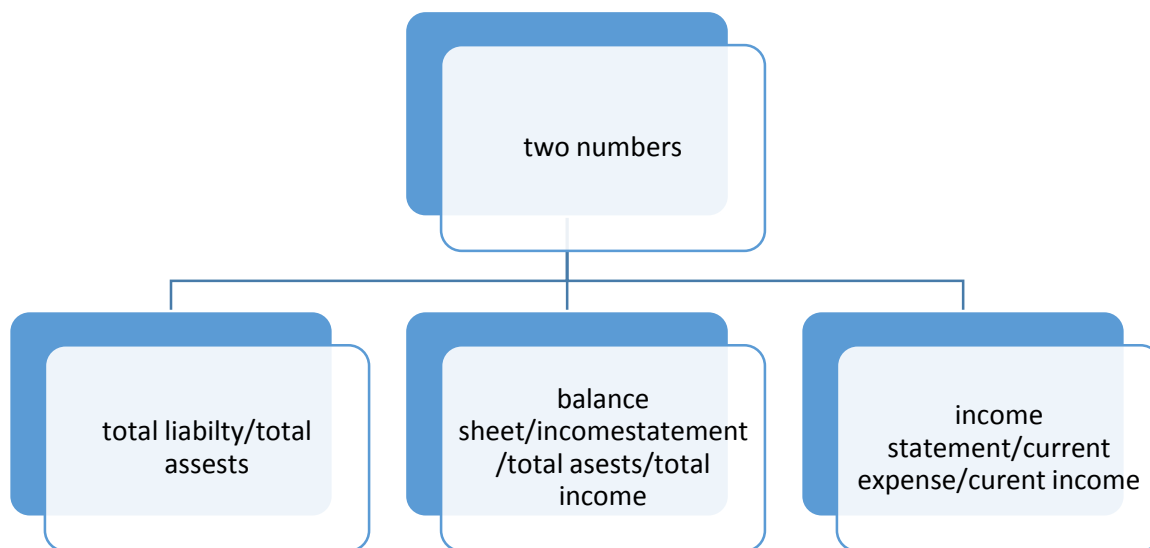 two numbers
total liabilty/total
assests
balance
sheet/incomestatement
/total asests/total
income
income
statement/current
expense/curent income